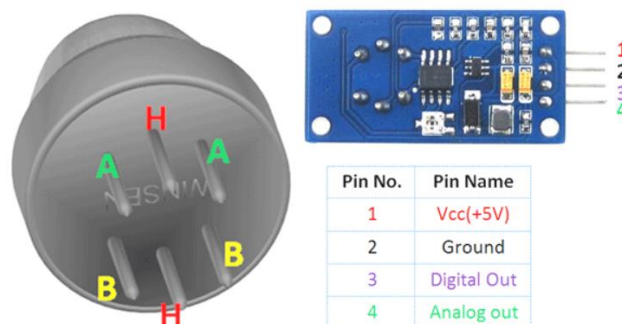 H
A A
WINSEN
B B
H
1
2
3
4
Pin No. Pin Name
1 Vcc(+5V)
2 Ground
3 Digital Out
4 Analog out